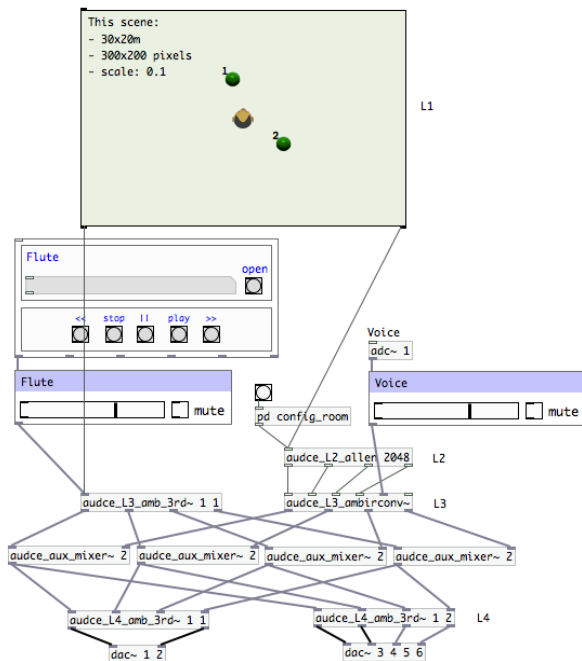 This scene:
- 30x20m
- 300x200 pixels
- scale: 0.1
1
2
L1
Flute
open
<< stop II play >>
Voice
adc~ 1
Flute
mute
Voice
mute
pd config_room
audce_L2_allen 2048
L2
audce_L3_amb_3rd~ 1 1
audce_L3_ambirconv~
L3
audce_aux_mixer~ 2
audce_aux_mixer~ 2
audce_aux_mixer~ 2
audce_aux_mixer~ 2
audce_L4_amb_3rd~ 1 1
audce_L4_amb_3rd~ 1 2
L4
dac~ 1 2
dac~ 3 4 5 6